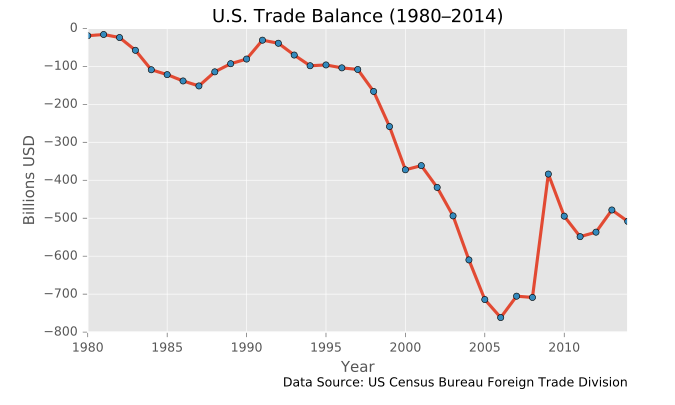 U.S. Trade Balance (1980–2014)
0
−100
−200
−300
−400
−500
−600
−700
−800
Billions USD
1980 1985 1990 1995 2000 2005 2010
Year
Data Source: US Census Bureau Foreign Trade Division